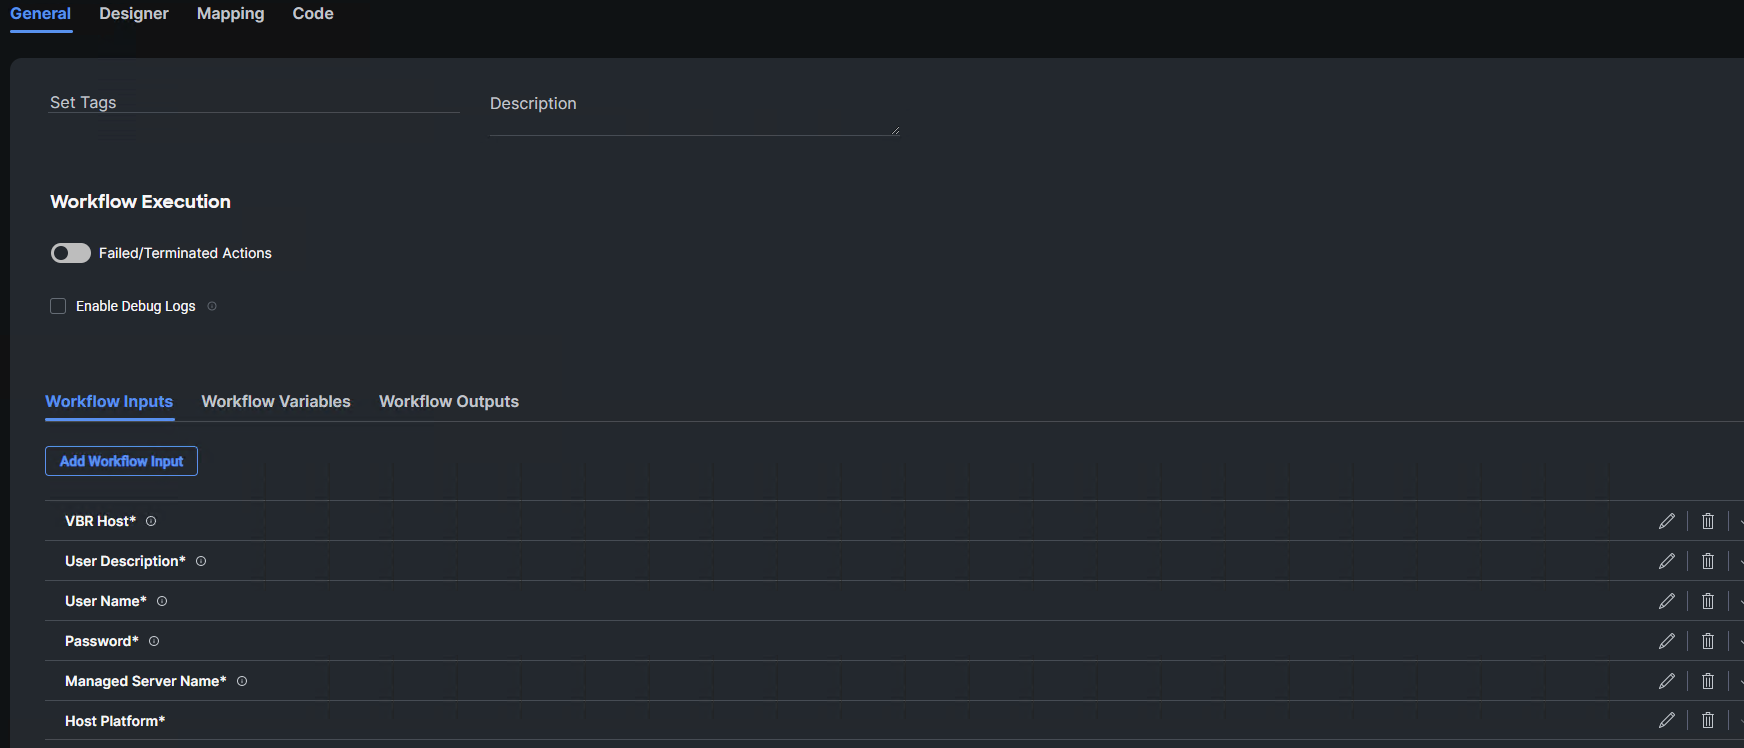 General Designer Mapping Code
Set Tags Description
Workflow Execution
Failed/Terminated Actions
Enable Debug Logs
Workflow Inputs Workflow Variables Workflow Outputs
Add Workflow Input
VBR Host*
User Description*
User Name*
Password*
Managed Server Name*
Host Platform*